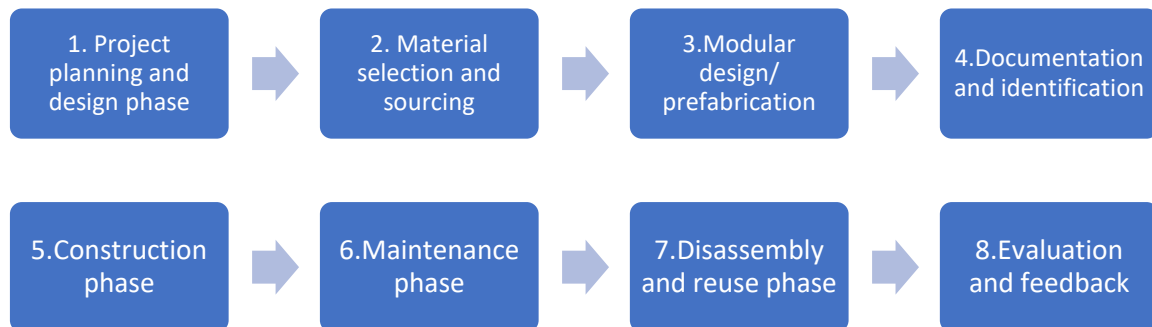 1. Project
planning and
design phase
2. Material
selection and
sourcing
3.Modular
design/
prefabrication
4.Documentation
and identification
5.Construction
phase
6.Maintenance
phase
7.Disassembly
and reuse phase
8.Evaluation
and feedback